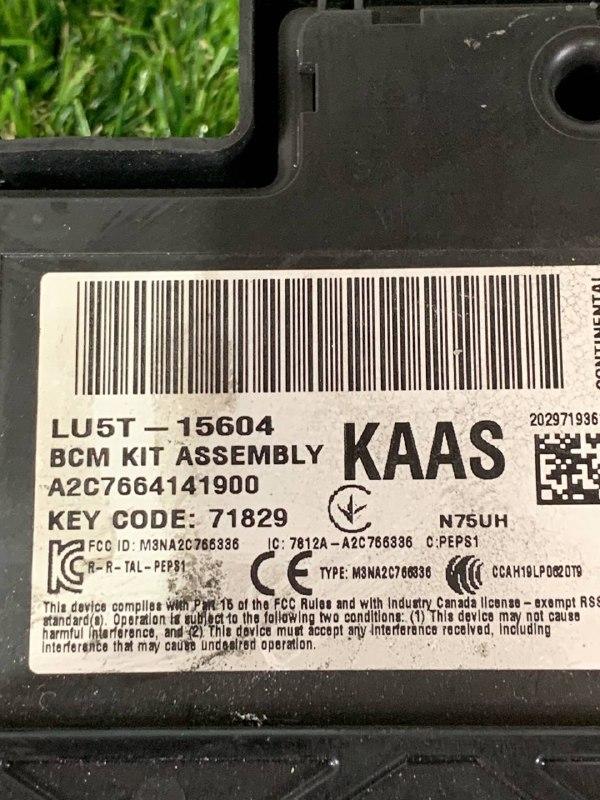 CONTINENTAL
LU5T-15604
BCM KIT ASSEMBLY
KAAS
A2C7664141900
2029719361
KEY CODE: 71829
N75UH
FCC ID: M3NA2C766336 IC: 7812A-A2C766336 C:PEPS1
R-R-TAL-PEPS1
CE TYPE: M3NA2C766336
CCAH19LP0620T9
This device complies with Part 15 of the FCC Rules and with Industry Canada license - exempt RSS
standard(s). Operation is subject to the following two conditions: (1) This device may not cause
harmful interference, and (2) This device must accept any interference received, including
interference that may cause undesired operation.